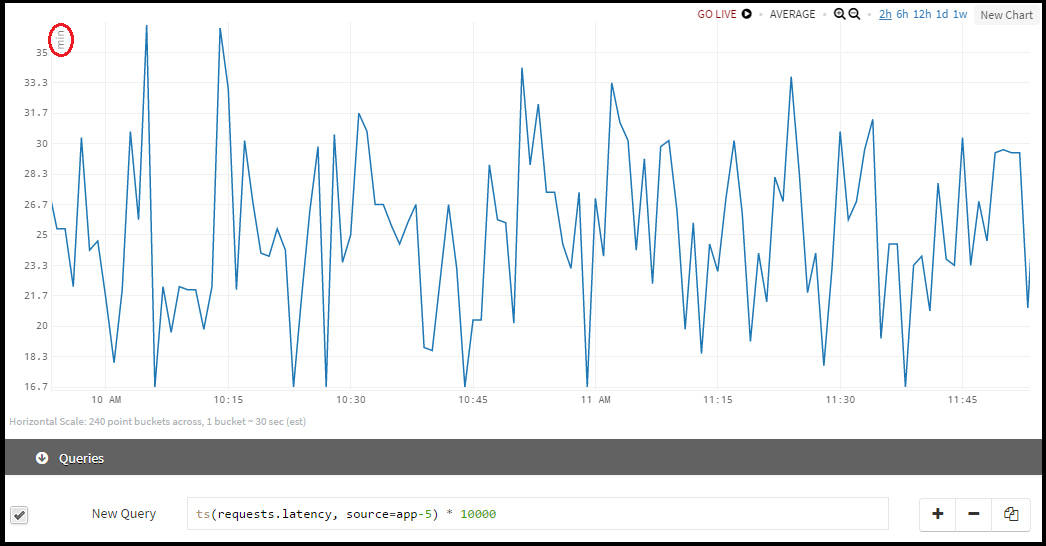 GO LIVE AVERAGE 2h 6h 12h 1d 1w New Chart
min
35
33.3
31.7
30
28.3
26.7
25
23.3
21.7
20
18.3
16.7
10 AM 10:15 10:30 10:45 11 AM 11:15 11:30 11:45
Horizontal Scale: 240 point buckets across, 1 bucket ~ 30 sec (est)
Queries
New Query ts(requests.latency, source=app-5) * 10000